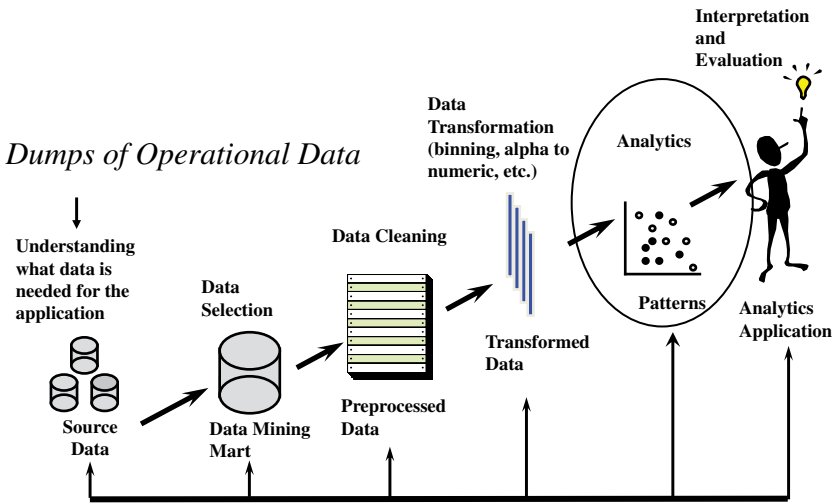 Dumps of Operational Data
Understanding
what data is
needed for the
application
Source
Data
Data
Selection
Data Mining
Mart
Data Cleaning
Preprocessed
Data
Data
Transformation
(binning, alpha to
numeric, etc.)
Transformed
Data
Analytics
Patterns
Interpretation
and
Evaluation
Analytics
Application